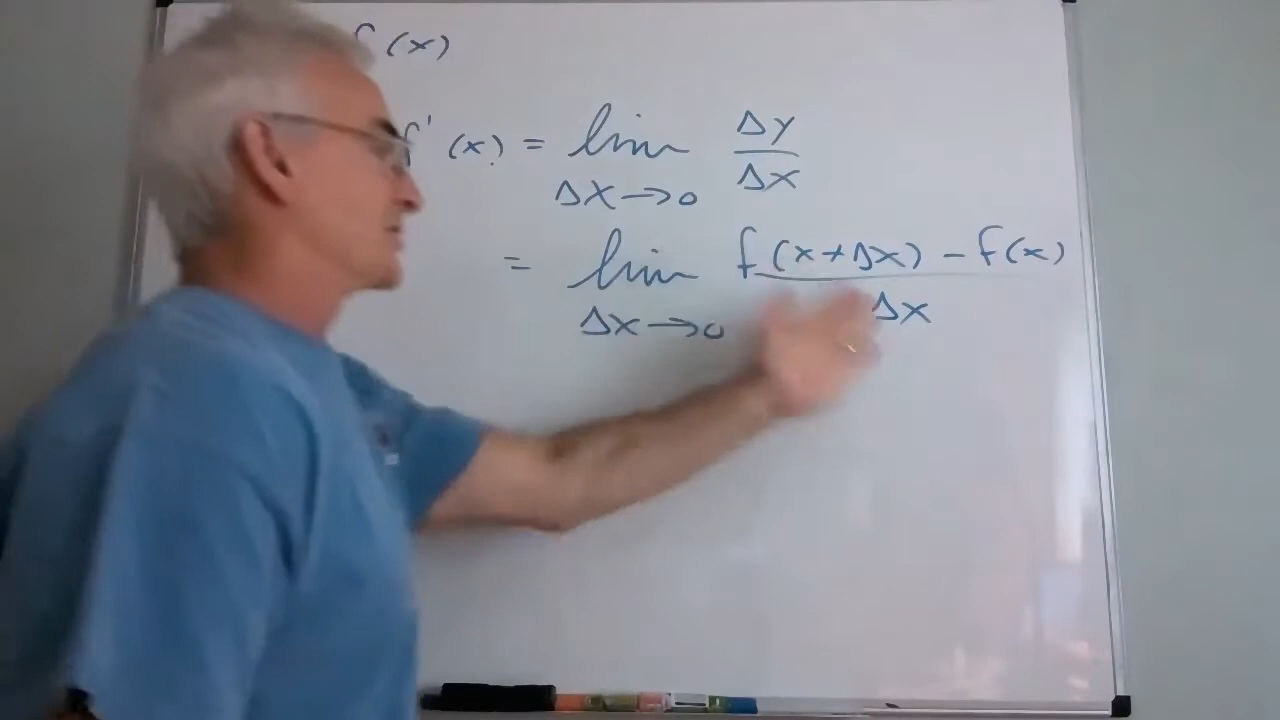 f(x)
f'(x) = lim Δy/Δx
Δx→0
= lim f(x+Δx) - f(x)
Δx→0 Δx